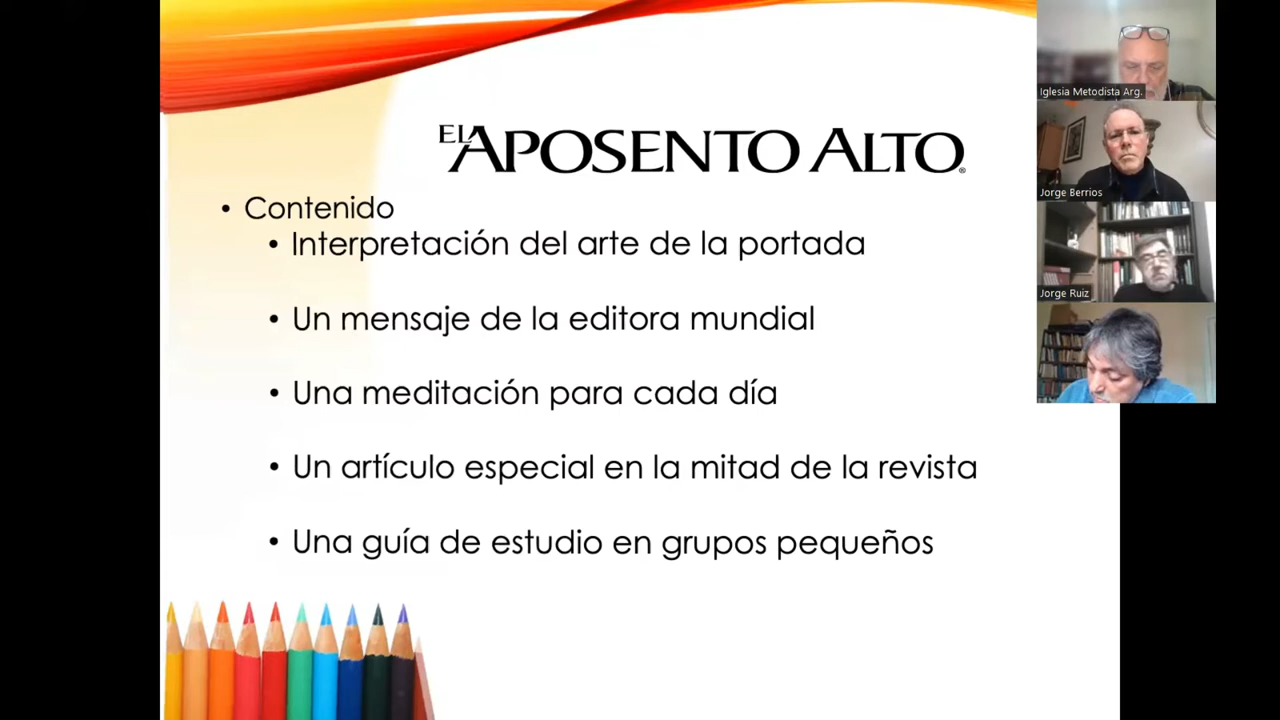 EL APOSENTO ALTO®
• Contenido
• Interpretación del arte de la portada
• Un mensaje de la editora mundial
• Una meditación para cada día
• Un artículo especial en la mitad de la revista
• Una guía de estudio en grupos pequeños
Iglesia Metodista Arg.
Jorge Berrios
Jorge Ruiz